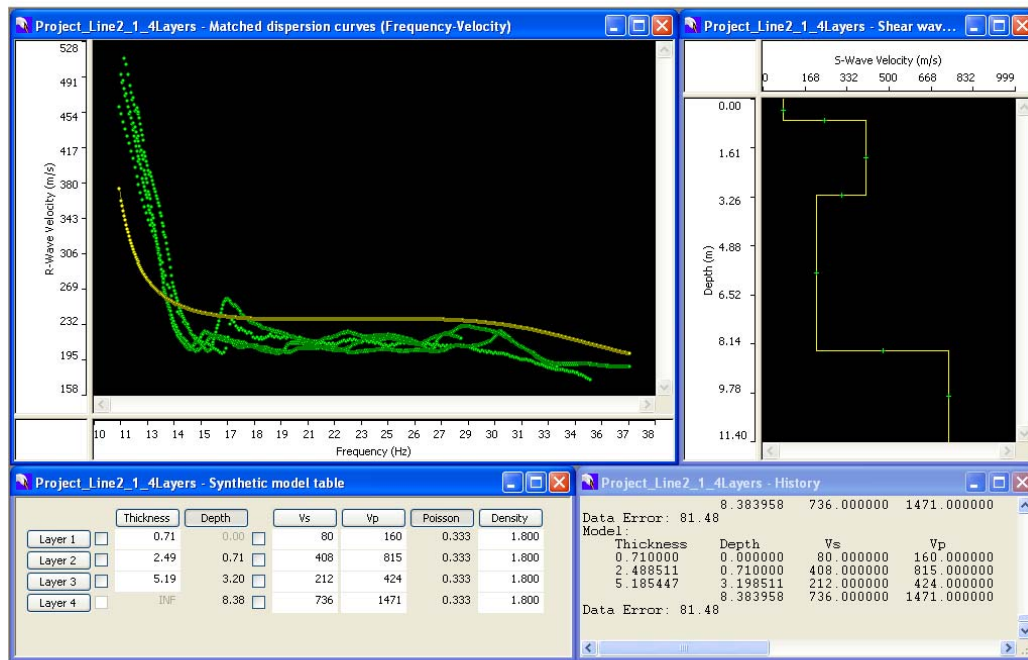 Project_Line2_1_4Layers - Matched dispersion curves (Frequency-Velocity)
528
491
454
417
380
343
306
269
232
195
158
R-Wave Velocity (m/s)
10 11 13 14 16 17 18 19 20 21 23 24 26 27 28 29 30 31 33 34 36 37 38
Frequency (Hz)
Project_Line2_1_4Layers - Shear wav...
S-Wave Velocity (m/s)
0 168 332 500 668 832 999
0.00
1.61
3.26
4.88
6.52
8.14
9.78
11.40
Depth (m)
Project_Line2_1_4Layers - Synthetic model table
Thickness Depth Vs Vp Poisson Density
Layer 1 0.71 0.00 80 160 0.333 1.800
Layer 2 2.49 0.71 408 815 0.333 1.800
Layer 3 5.19 3.20 212 424 0.333 1.800
Layer 4 INF 8.38 736 1471 0.333 1.800
Project_Line2_1_4Layers - History
8.383958 736.000000 1471.000000
Data Error: 81.48
Model:
Thickness Depth Vs Vp
0.710000 0.000000 80.000000 160.000000
2.488511 0.710000 408.000000 815.000000
5.185447 3.198511 212.000000 424.000000
8.383958 736.000000 1471.000000
Data Error: 81.48